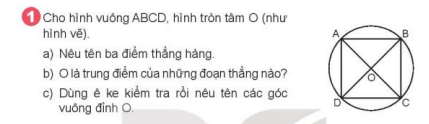 1 Cho hình vuông ABCD, hình tròn tâm O (như
hình vẽ).
a) Nêu tên ba điểm thẳng hàng.
b) O là trung điểm của những đoạn thẳng nào?
c) Dùng ê ke kiểm tra rồi nêu tên các góc
vuông đỉnh O.
A B
O
D C